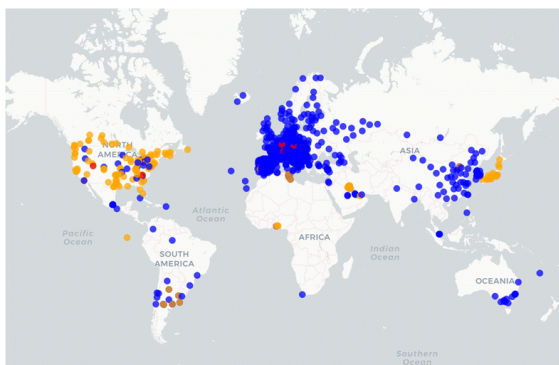 NORTH
AMERICA
ASIA
Atlantic
Ocean
Pacific
Ocean
AFRICA
Indian
Ocean
SOUTH
AMERICA
OCEANIA
Southern
Ocean